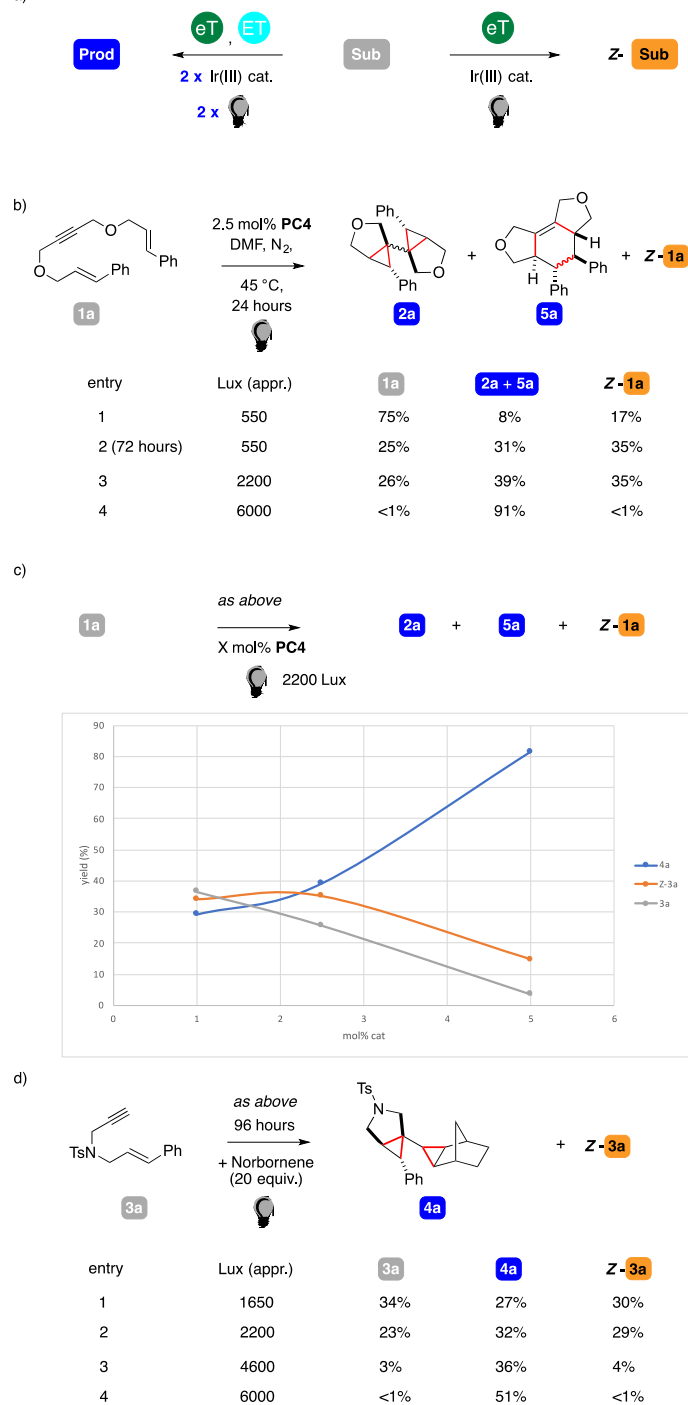 eT , ET eT
Prod Sub Z- Sub
2 x Ir(III) cat. Ir(III) cat.
2 x
b)
2.5 mol% PC4
DMF, N2,
45 °C,
24 hours
O O Ph Ph
1a
Ph O O Ph
2a
+
O O H H Ph Ph
5a
+ Z-1a
entry Lux (appr.) 1a 2a + 5a Z-1a
1 550 75% 8% 17%
2 (72 hours) 550 25% 31% 35%
3 2200 26% 39% 35%
4 6000 <1% 91% <1%
c)
1a as above 2a + 5a + Z-1a
X mol% PC4
2200 Lux
90
80
70
60
50
40
30
20
10
0
yield (%)
0 1 2 3 4 5 6
mol% cat
4a
Z-3a
3a
d)
Ts N Ph
3a
as above
96 hours
+ Norbornene
(20 equiv.)
Ts N Ph
4a
+ Z-3a
entry Lux (appr.) 3a 4a Z-3a
1 1650 34% 27% 30%
2 2200 23% 32% 29%
3 4600 3% 36% 4%
4 6000 <1% 51% <1%